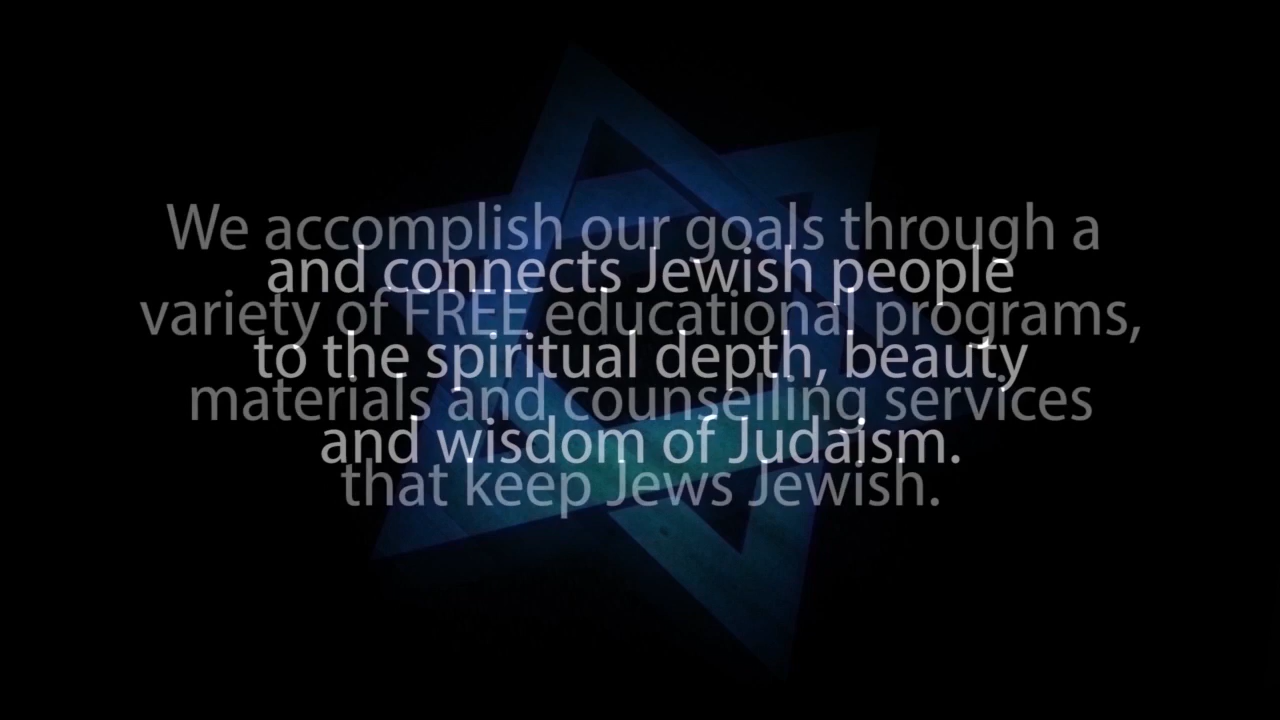 We accomplish our goals through a
and connects Jewish people
variety of FREE educational programs,
to the spiritual depth, beauty
materials and counselling services
and wisdom of Judaism.
that keep Jews Jewish.